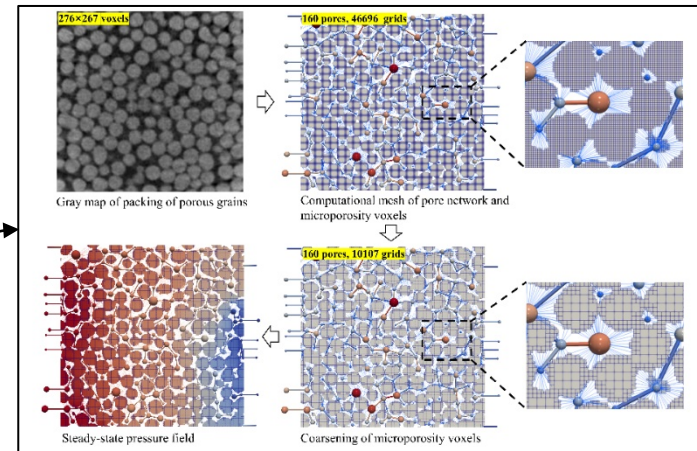 276×267 voxels
160 pores, 46696 grids
Gray map of packing of porous grains
Computational mesh of pore network and
microporosity voxels
160 pores, 10107 grids
Steady-state pressure field
Coarsening of microporosity voxels